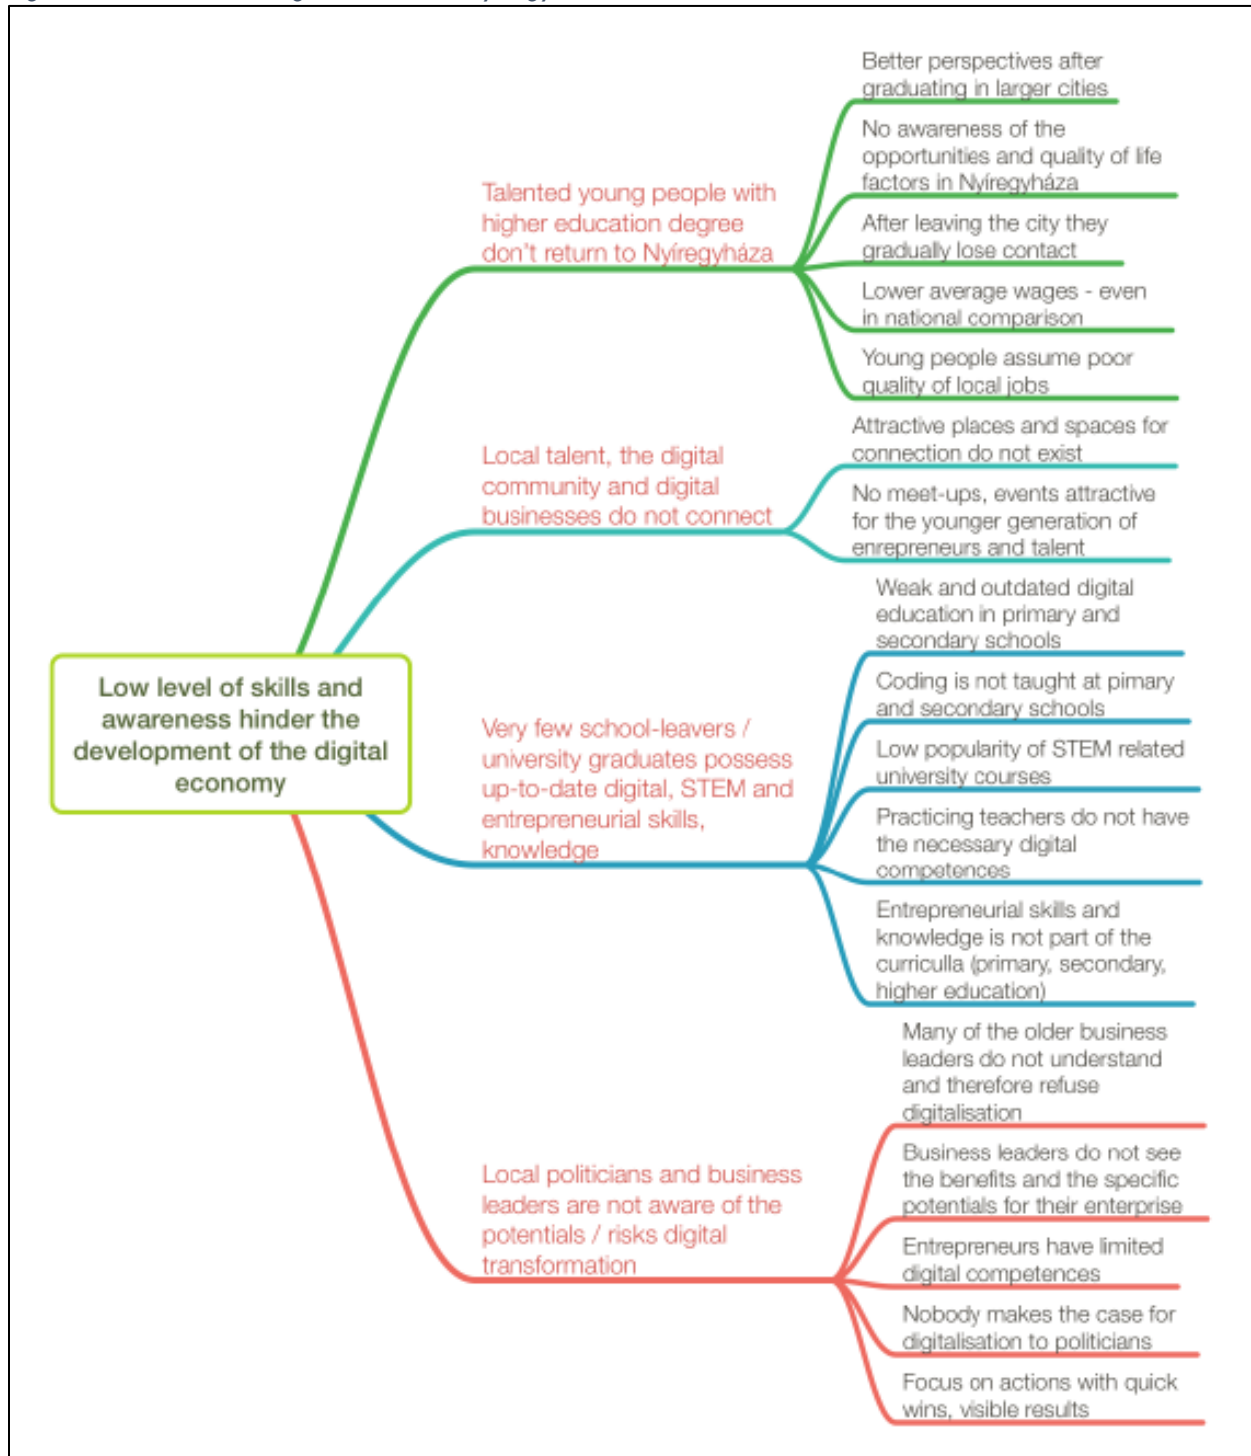 Low level of skills and
awareness hinder the
development of the digital
economy
Talented young people with
higher education degree
don't return to Nyíregyháza
Better perspectives after
graduating in larger cities
No awareness of the
opportunities and quality of life
factors in Nyíregyháza
After leaving the city they
gradually lose contact
Lower average wages - even
in national comparison
Young people assume poor
quality of local jobs
Local talent, the digital
community and digital
businesses do not connect
Attractive places and spaces for
connection do not exist
No meet-ups, events attractive
for the younger generation of
enrepreneurs and talent
Very few school-leavers /
university graduates possess
up-to-date digital, STEM and
entrepreneurial skills,
knowledge
Weak and outdated digital
education in primary and
secondary schools
Coding is not taught at pimary
and secondary schools
Low popularity of STEM related
university courses
Practicing teachers do not have
the necessary digital
competences
Entrepreneurial skills and
knowledge is not part of the
curriculla (primary, secondary,
higher education)
Local politicians and business
leaders are not aware of the
potentials / risks digital
transformation
Many of the older business
leaders do not understand
and therefore refuse
digitalisation
Business leaders do not see
the benefits and the specific
potentials for their enterprise
Entrepreneurs have limited
digital competences
Nobody makes the case for
digitalisation to politicians
Focus on actions with quick
wins, visible results